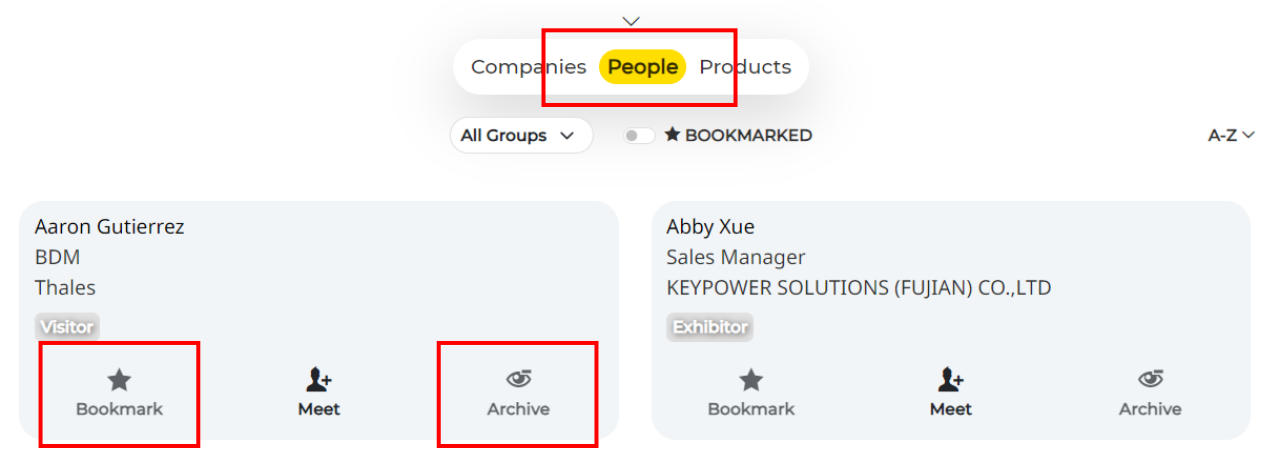 Companies People Products
All Groups BOOKMARKED A-Z
Aaron Gutierrez
BDM
Thales
Visitor
Bookmark Meet Archive
Abby Xue
Sales Manager
KEYPOWER SOLUTIONS (FUJIAN) CO.,LTD
Exhibitor
Bookmark Meet Archive